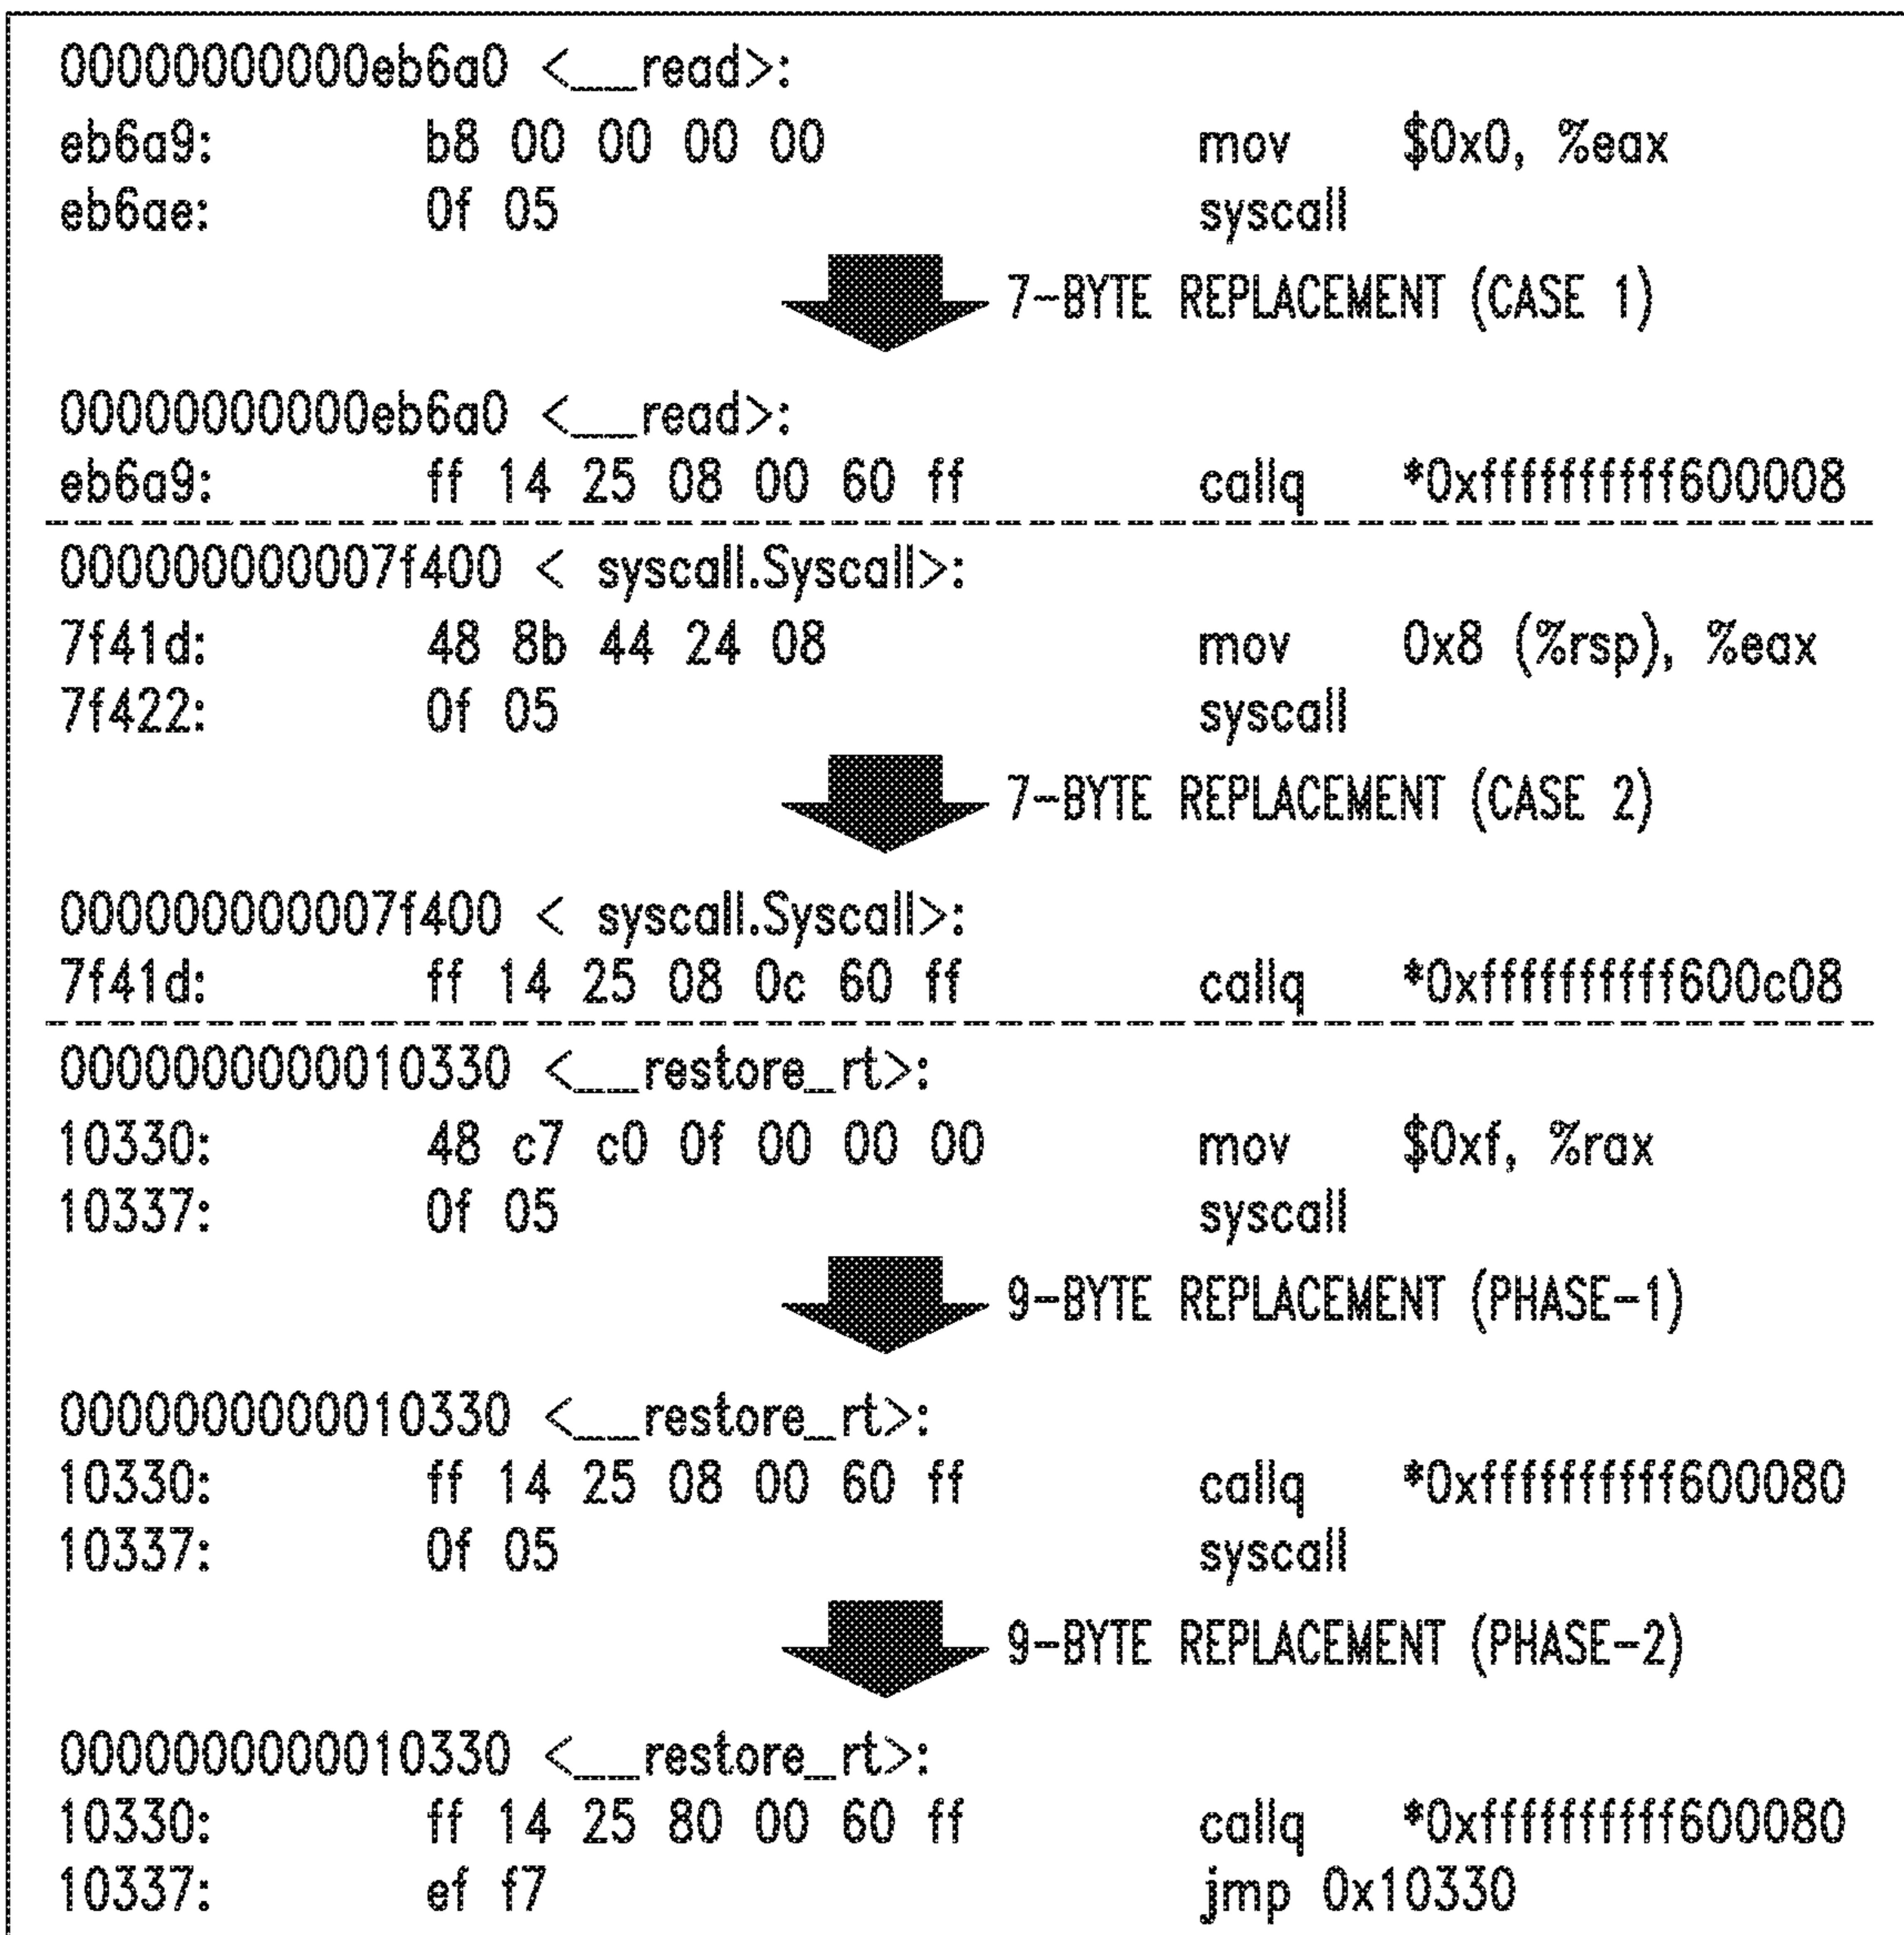 00000000000eb6a0 <__read>:
eb6a9: b8 00 00 00 00 mov $0x0, %eax
eb6ae: 0f 05 syscall
7-BYTE REPLACEMENT (CASE 1)
00000000000eb6a0 <__read>:
eb6a9: ff 14 25 08 00 60 ff callq *0xffffffffff600008
000000000007f400 < syscall.Syscall>:
7f41d: 48 8b 44 24 08 mov 0x8 (%rsp), %eax
7f422: 0f 05 syscall
7-BYTE REPLACEMENT (CASE 2)
000000000007f400 < syscall.Syscall>:
7f41d: ff 14 25 08 0c 60 ff callq *0xffffffffff600c08
0000000000010330 <__restore_rt>:
10330: 48 c7 c0 0f 00 00 00 mov $0xf, %rax
10337: 0f 05 syscall
9-BYTE REPLACEMENT (PHASE-1)
0000000000010330 <__restore_rt>:
10330: ff 14 25 08 00 60 ff callq *0xffffffffff600080
10337: 0f 05 syscall
9-BYTE REPLACEMENT (PHASE-2)
0000000000010330 <__restore_rt>:
10330: ff 14 25 80 00 60 ff callq *0xffffffffff600080
10337: ef f7 jmp 0x10330